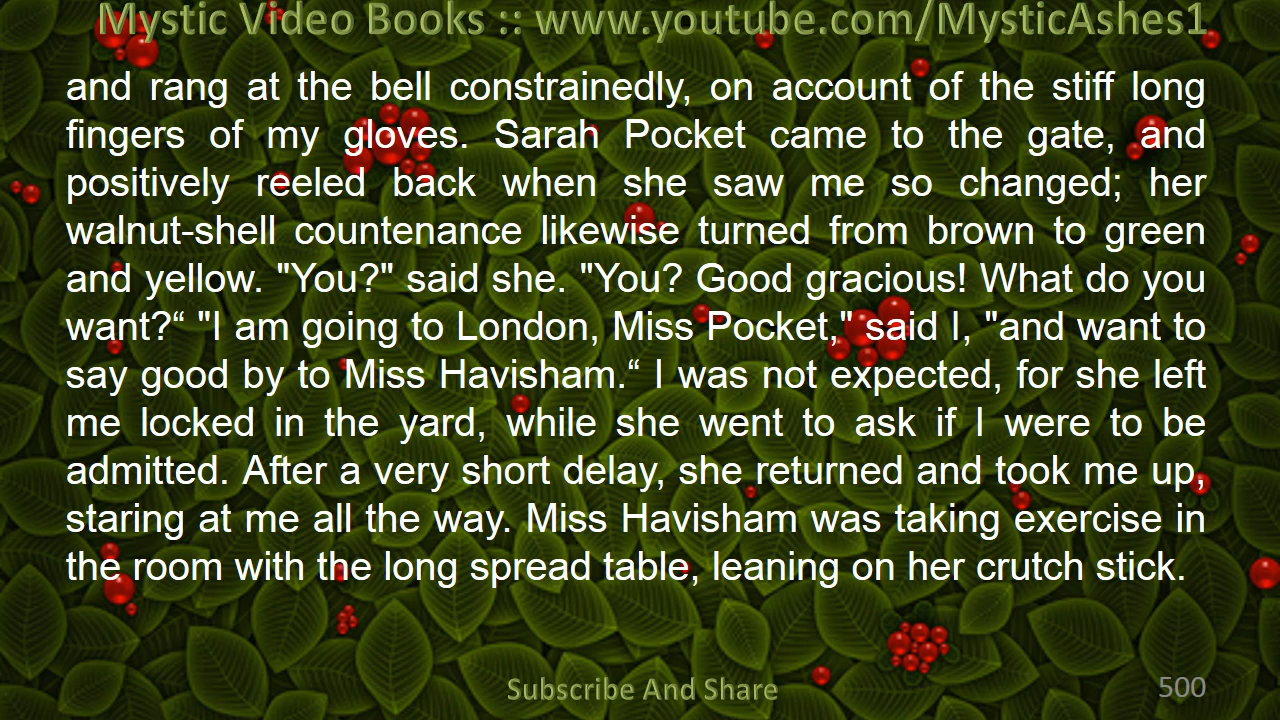 Mystic Video Books :: www.youtube.com/MysticAshes1
and rang at the bell constrainedly, on account of the stiff long
fingers of my gloves. Sarah Pocket came to the gate, and
positively reeled back when she saw me so changed; her
walnut-shell countenance likewise turned from brown to green
and yellow. "You?" said she. "You? Good gracious! What do you
want?“ "I am going to London, Miss Pocket," said I, "and want to
say good by to Miss Havisham.“ I was not expected, for she left
me locked in the yard, while she went to ask if I were to be
admitted. After a very short delay, she returned and took me up,
staring at me all the way. Miss Havisham was taking exercise in
the room with the long spread table, leaning on her crutch stick.
Subscribe And Share
500